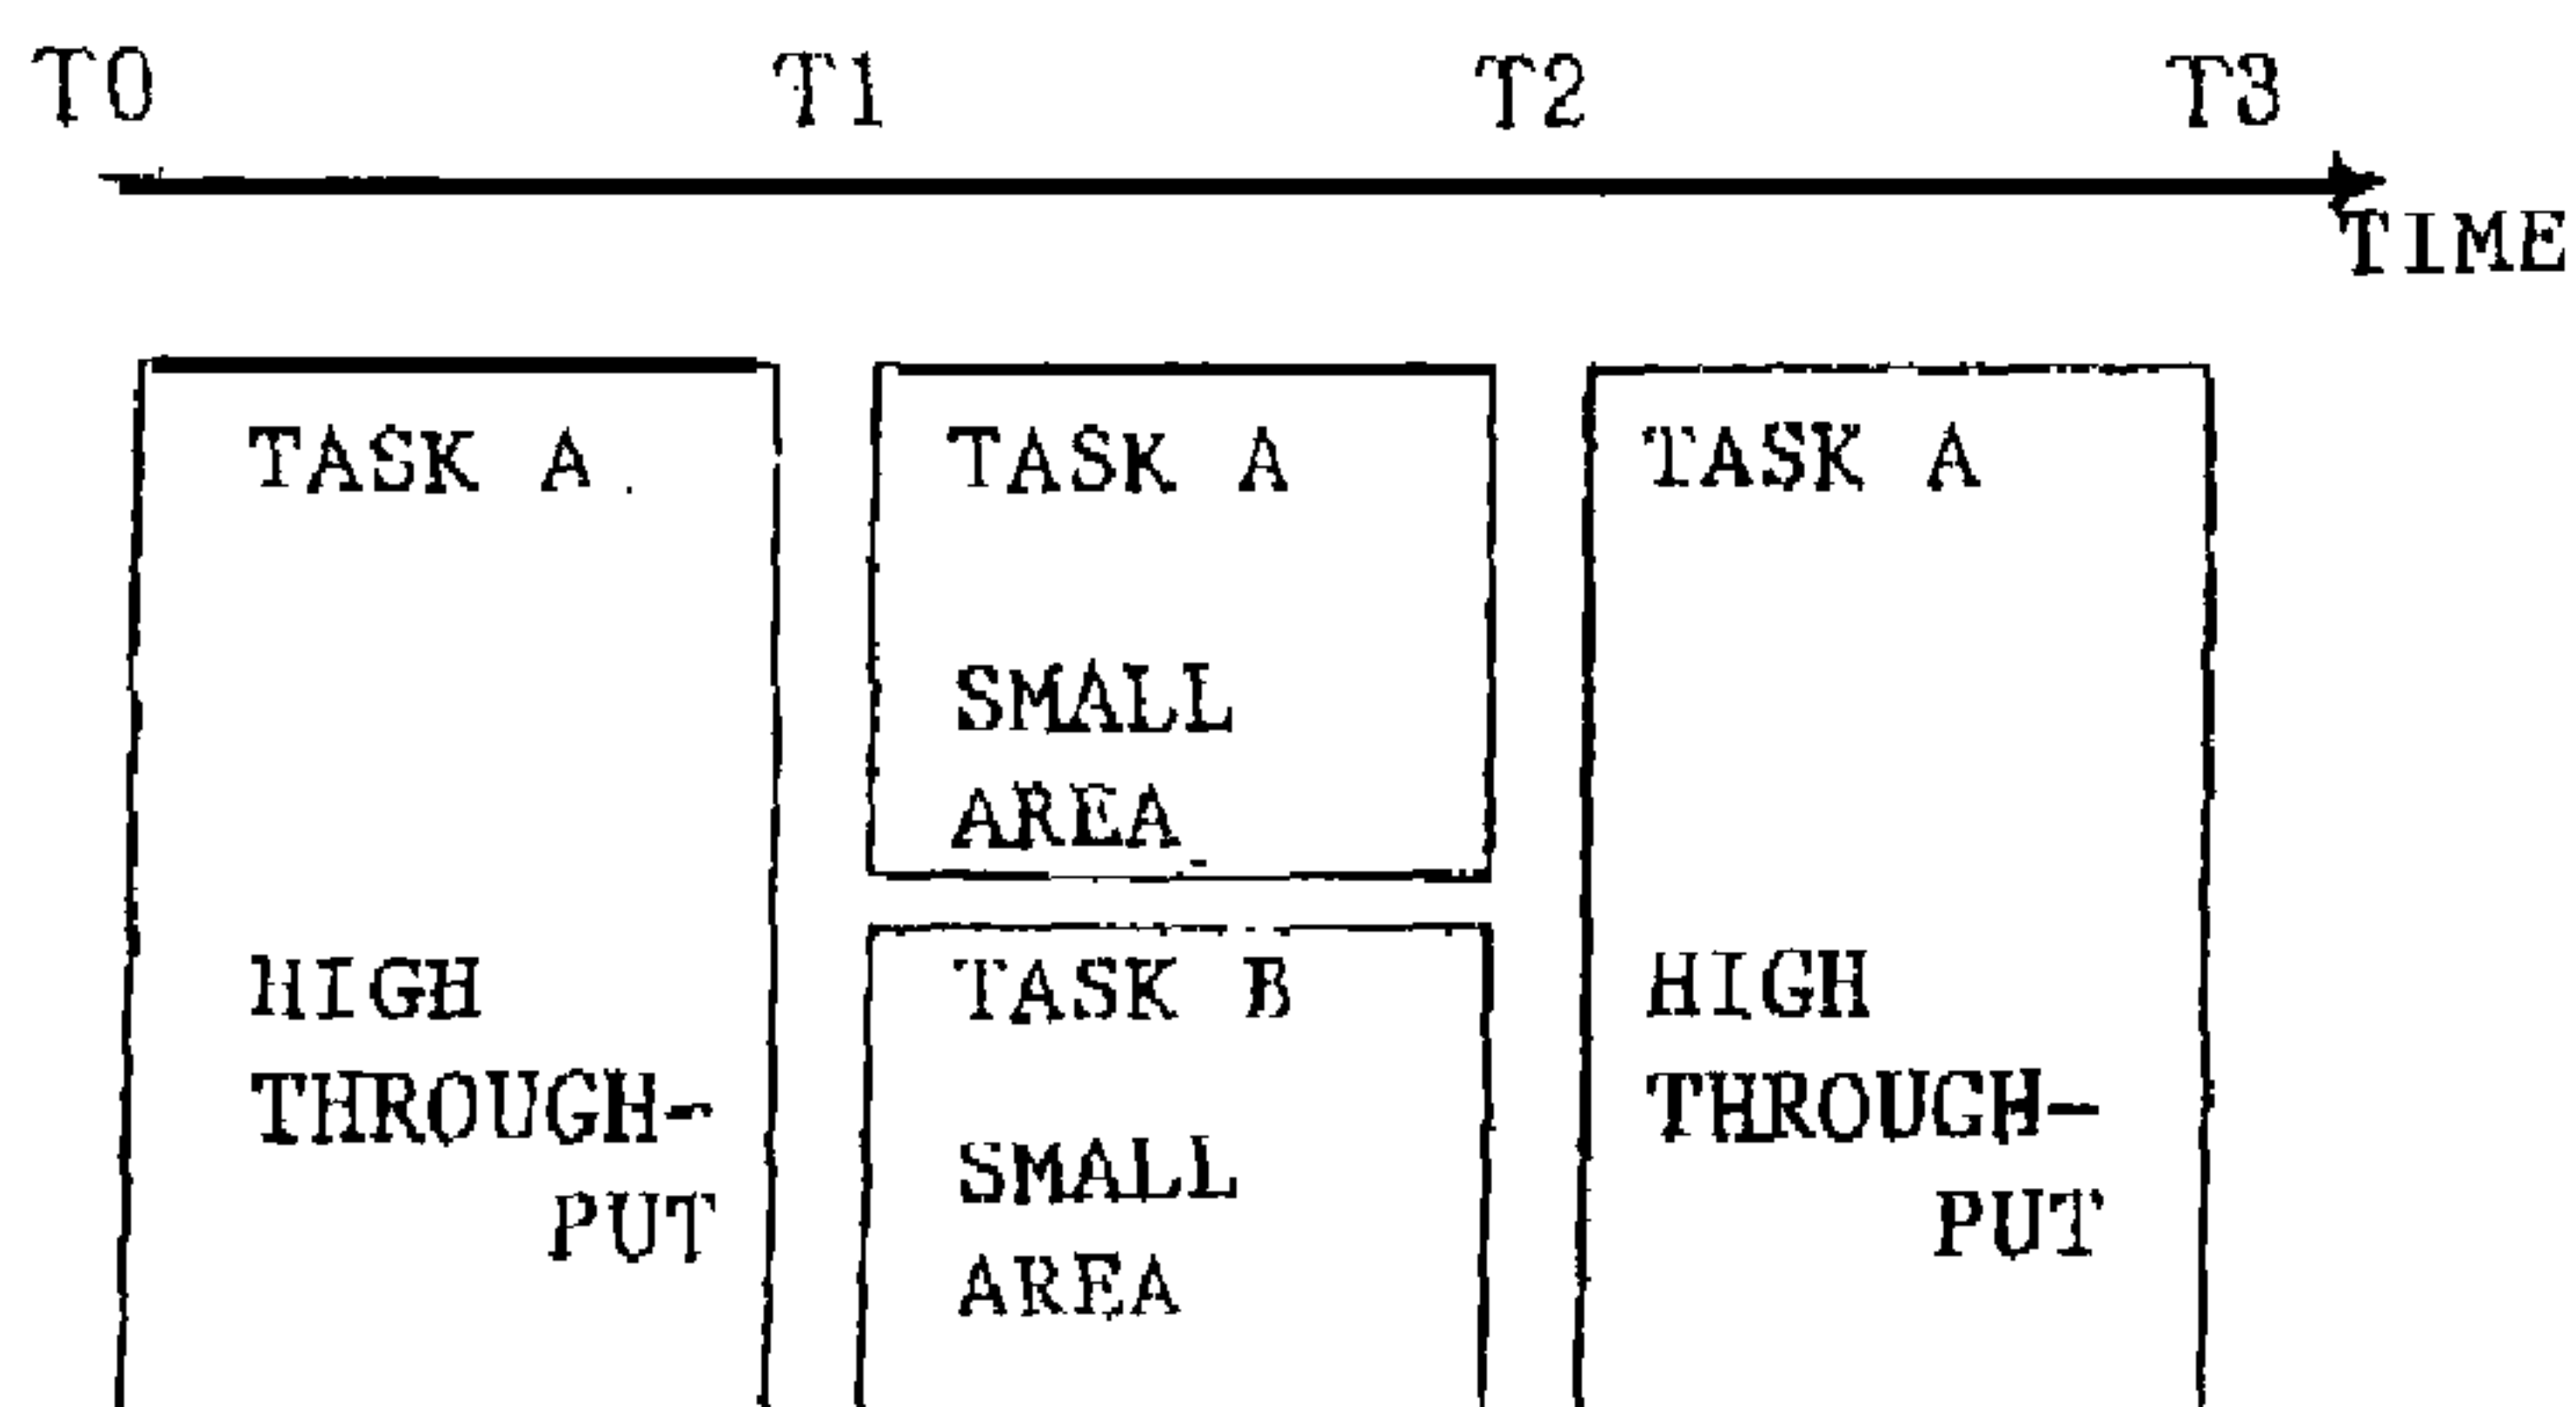 T0 T1 T2 T3
TIME
TASK A
HIGH
THROUGH-
PUT
TASK A
SMALL
AREA
TASK B
SMALL
AREA
TASK A
HIGH
THROUGH-
PUT